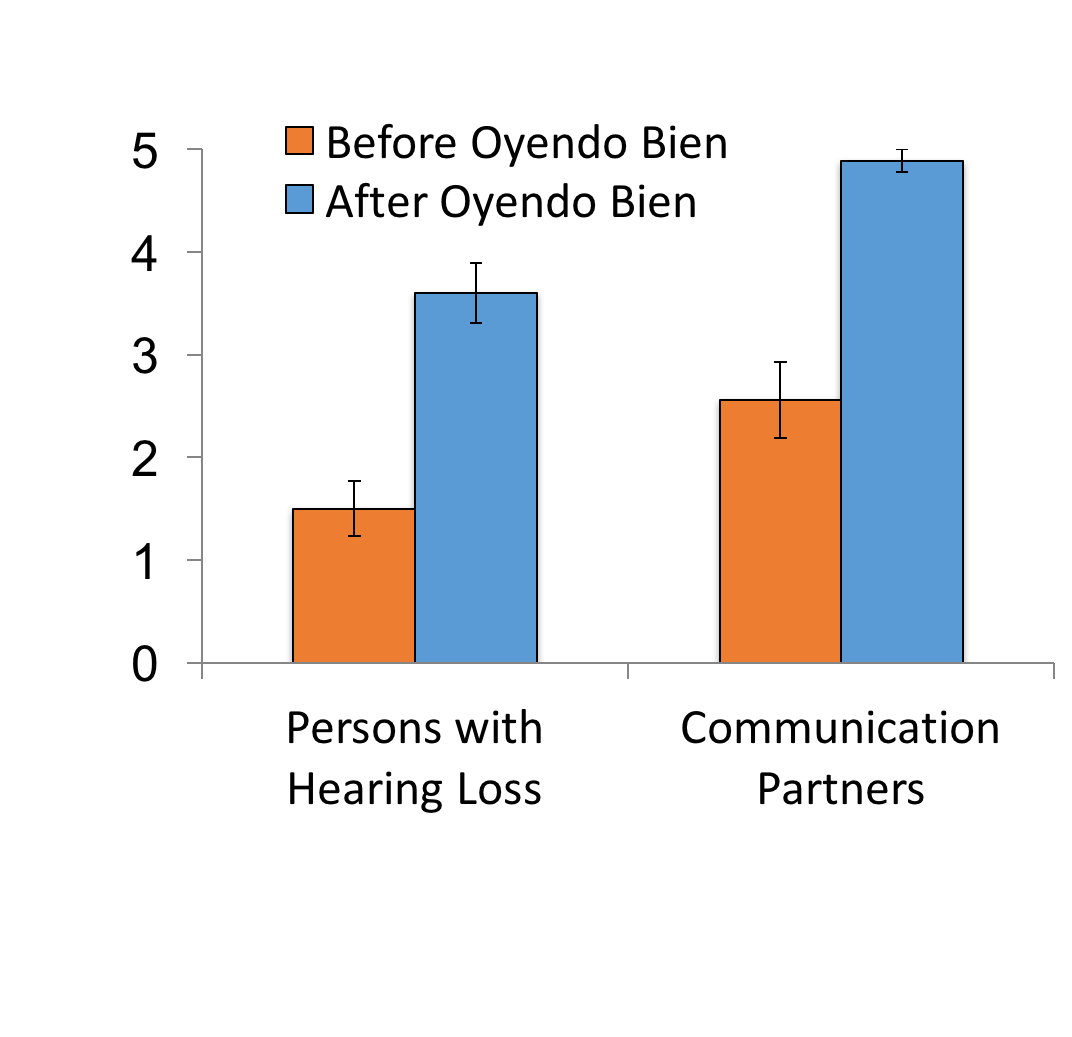 Before Oyendo Bien
After Oyendo Bien
5
4
3
2
1
0
Persons with
Hearing Loss
Communication
Partners